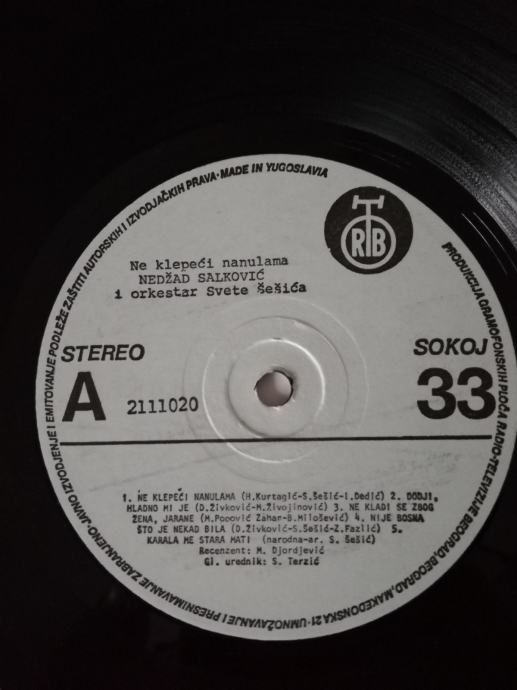 PRODUKCIJA GRAMOFONSKIH PLOČA RADIO-TELEVIZIJE BEOGRAD, BEOGRAD, MAKEDONSKA 21 · UMNOŽAVANJE I PRESNIMAVANJE ZABRANJENO JAVNO IZVODJENJE I EMITOVANJE PODLEŽE ZAŠTITI AUTORSKIH I IZVODJAČKIH PRAVA · MADE IN YUGOSLAVIA
RTB
Ne klepeći nanulama
NEDŽAD SALKOVIĆ
i orkestar Svete Šešića
STEREO
SOKOJ
A
2111020
33
1. NE KLEPEĆI NANULAMA (H.Kurtagić-S.Šešić-I.Dedić) 2. DODJI,
HLADNO MI JE (D.Živković-M.Živojinović) 3. NE KLADI SE ZBOG
ŽENA, JARANE (M.Popović Zahar-B.Milošević) 4. NIJE BOSNA
ŠTO JE NEKAD BILA (D.Živković-S.Šešić-Z.Fazlić) 5.
KARALA ME STARA MATI (narodna-ar. S. Šešić)
Recenzent: M. Djordjević
Gl. urednik: S. Terzić